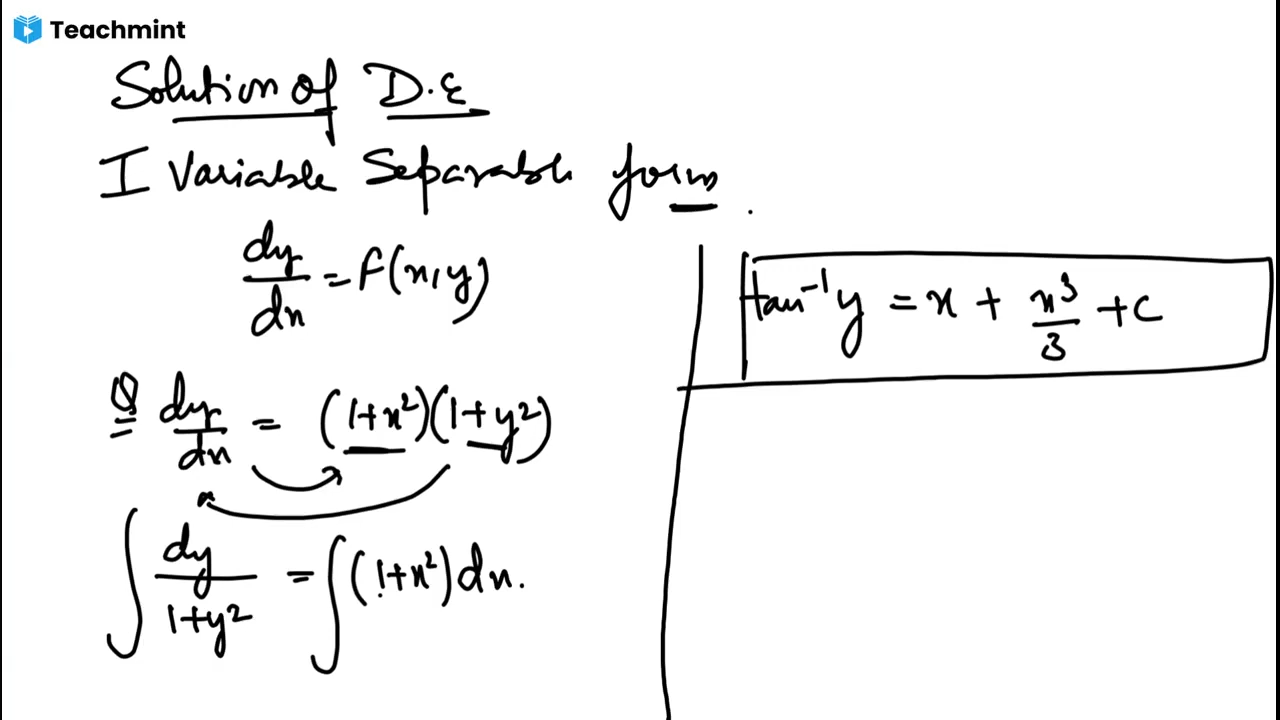 Teachmint
Solution of D.E
I Variable Separable form.
dy/dx = f(x,y)
Q dy/dx = (1+x²)(1+y²)
∫ dy/1+y² = ∫ (1+x²) dx.
tan⁻¹y = x + x³/3 + c